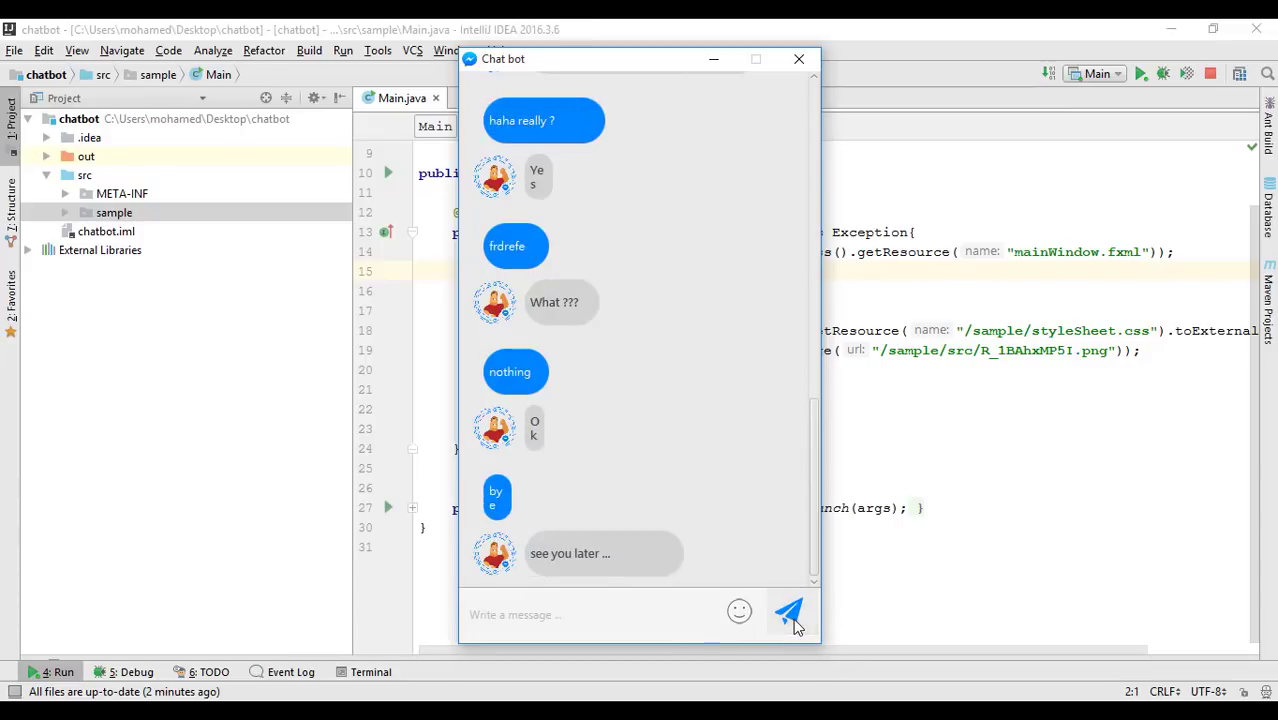 chatbot - [C:\Users\mohamed\Desktop\chatbot] - [chatbot] - ...\src\sample\Main.java - IntelliJ IDEA 2016.3.6
File Edit View Navigate Code Analyze Refactor Build Run Tools VCS Wind
chatbot src sample Main
Main
Project
chatbot C:\Users\mohamed\Desktop\chatbot
.idea
out
src
META-INF
sample
chatbot.iml
External Libraries
1: Project
7: Structure
2: Favorites
Main.java
Main
9
10 public
11
12
13 Exception{
14 s().getResource( name: "mainWindow.fxml"));
15
16
17
18 etResource( name: "/sample/styleSheet.css").toExternal
19 e( url: "/sample/src/R_1BAhxMP5I.png"));
20
21
22
23
24 }
25
26
27 p nch(args); }
30 }
31
Chat bot
haha really ?
Ye
s
frdrefe
What ???
nothing
O
k
by
e
see you later ...
Write a message ...
Ant Build
Database
Maven Projects
4: Run 5: Debug 6: TODO Event Log Terminal
All files are up-to-date (2 minutes ago)
2:1 CRLF UTF-8